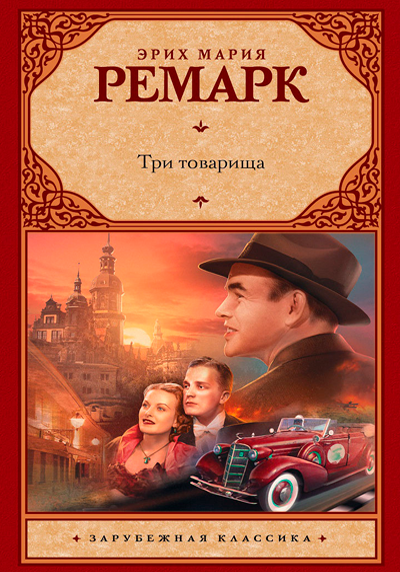 ЭРИХ МАРИЯ
РЕМАРК
Три товарища
ЗАРУБЕЖНАЯ КЛАССИКА